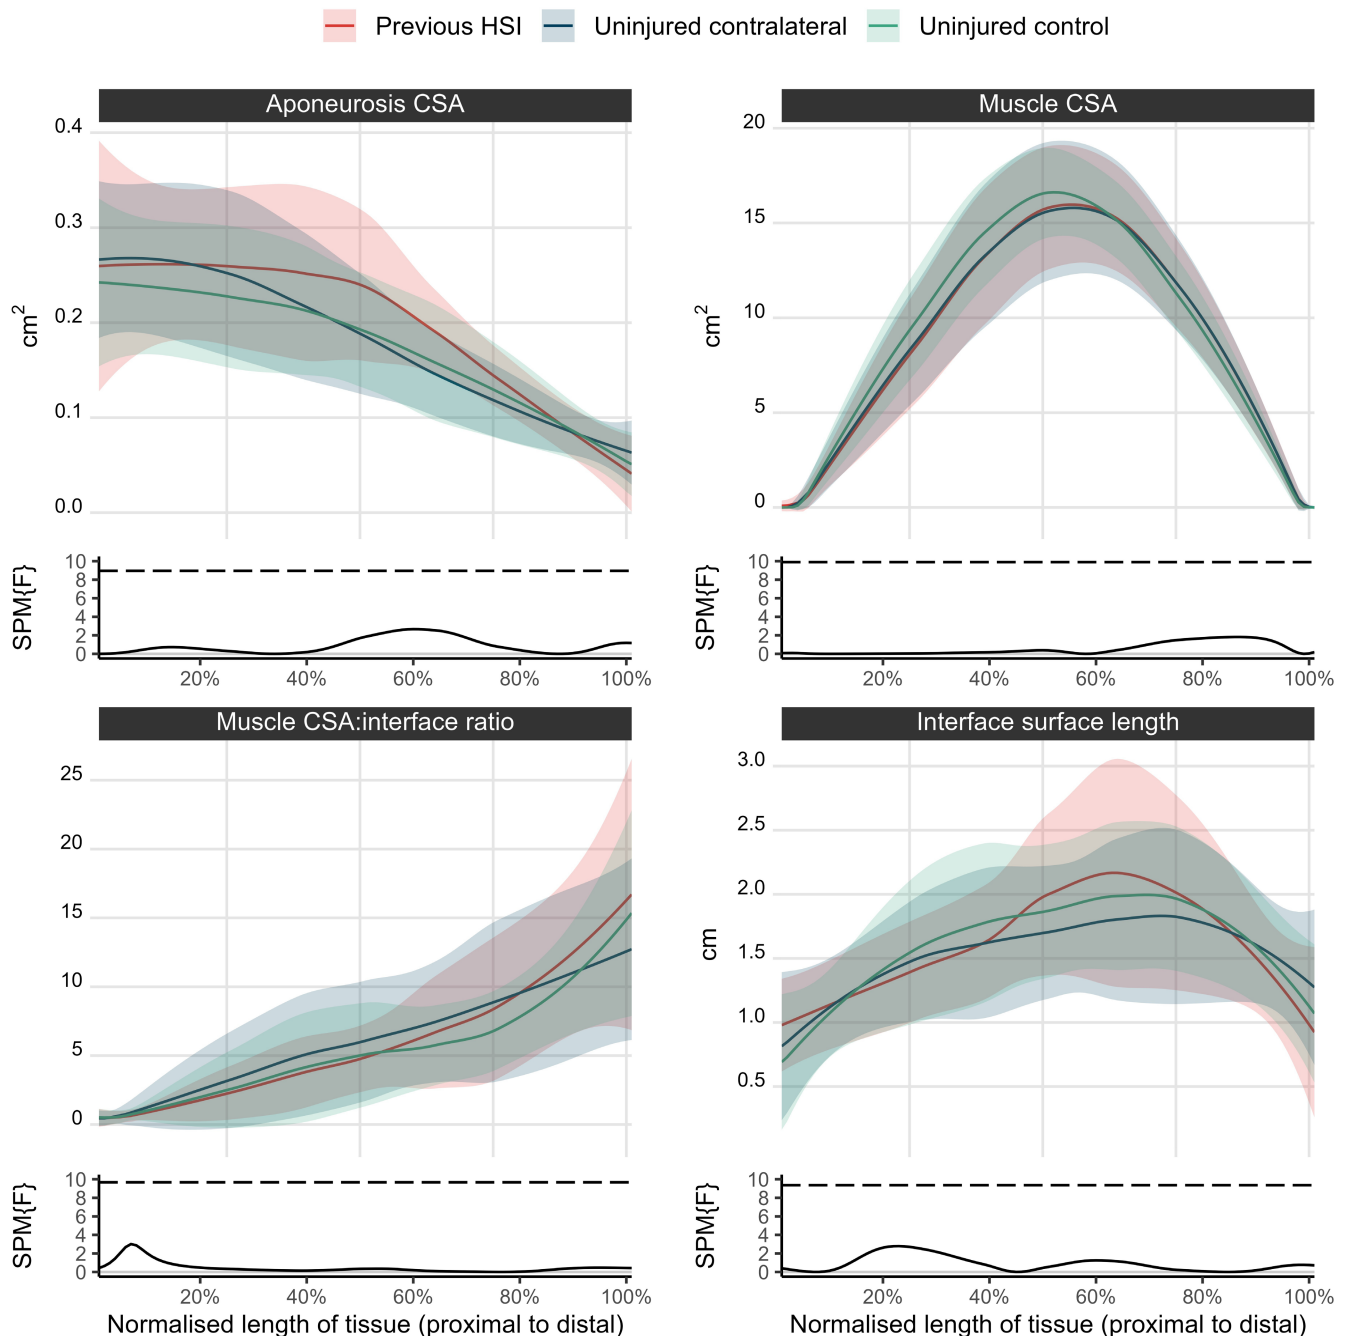 Previous HSI Uninjured contralateral Uninjured control
Aponeurosis CSA
0.4
0.3
0.2
0.1
0.0
cm²
10
8
6
4
2
0
SPM{F}
20% 40% 60% 80% 100%
Muscle CSA
20
15
10
5
0
cm²
10
8
6
4
2
0
SPM{F}
20% 40% 60% 80% 100%
Muscle CSA:interface ratio
25
20
15
10
5
0
10
8
6
4
2
0
SPM{F}
20% 40% 60% 80% 100%
Normalised length of tissue (proximal to distal)
Interface surface length
3.0
2.5
2.0
1.5
1.0
0.5
cm
10
8
6
4
2
0
SPM{F}
20% 40% 60% 80% 100%
Normalised length of tissue (proximal to distal)